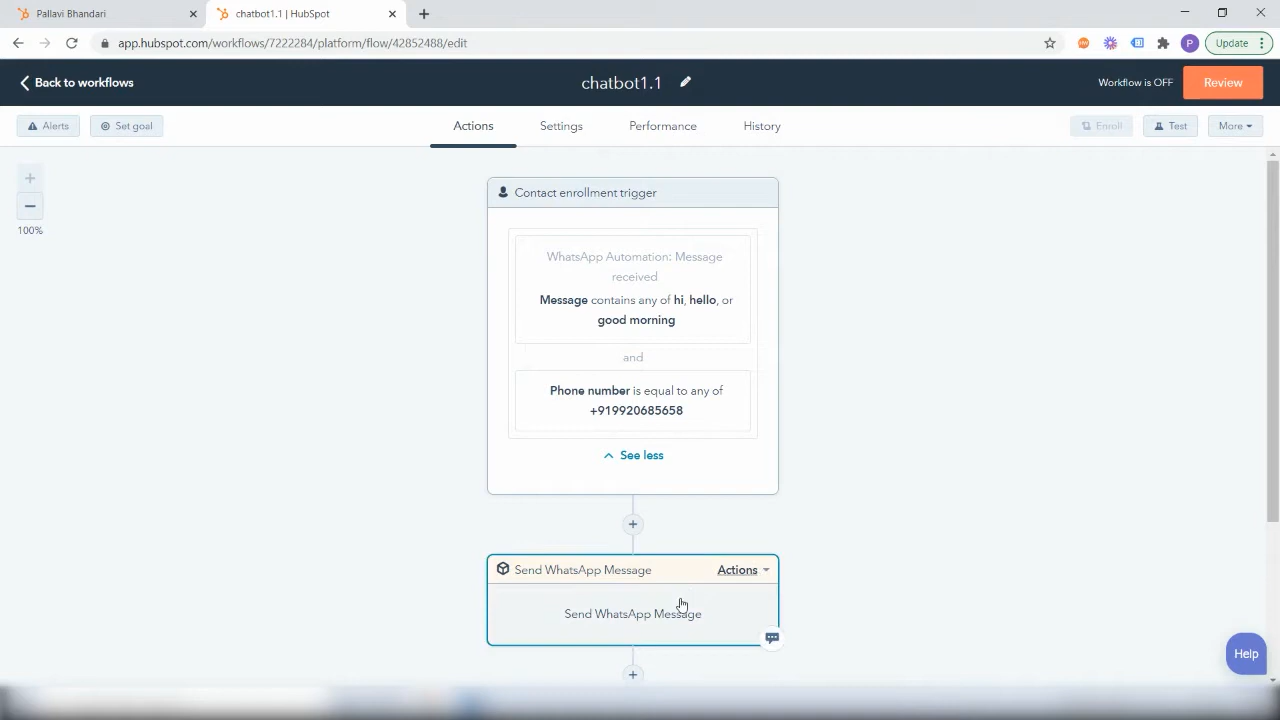 Pallavi Bhandari
chatbot1.1 | HubSpot
app.hubspot.com/workflows/7222284/platform/flow/42852488/edit
P
Update
Back to workflows
chatbot1.1
Workflow is OFF
Review
Alerts
Set goal
Actions
Settings
Performance
History
Enroll
Test
More
100%
Contact enrollment trigger
WhatsApp Automation: Message
received
Message contains any of hi, hello, or
good morning
and
Phone number is equal to any of
+919920685658
See less
Send WhatsApp Message
Actions
Send WhatsApp Message
Help